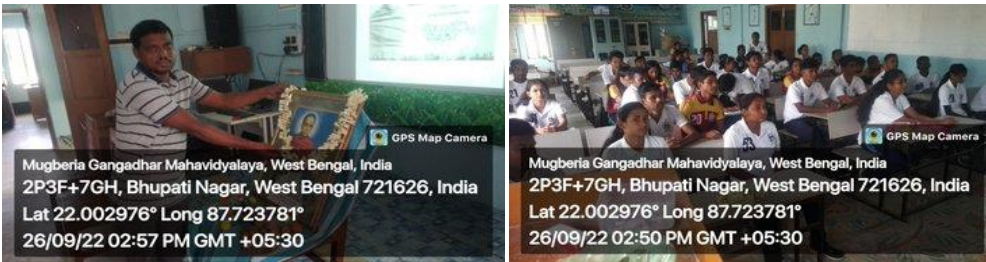 GPS Map Camera
Mugberia Gangadhar Mahavidyalaya, West Bengal, India
2P3F+7GH, Bhupati Nagar, West Bengal 721626, India
Lat 22.002976° Long 87.723781°
26/09/22 02:57 PM GMT +05:30
GPS Map Camera
Mugberia Gangadhar Mahavidyalaya, West Bengal, India
2P3F+7GH, Bhupati Nagar, West Bengal 721626, India
Lat 22.002976° Long 87.723781°
26/09/22 02:50 PM GMT +05:30